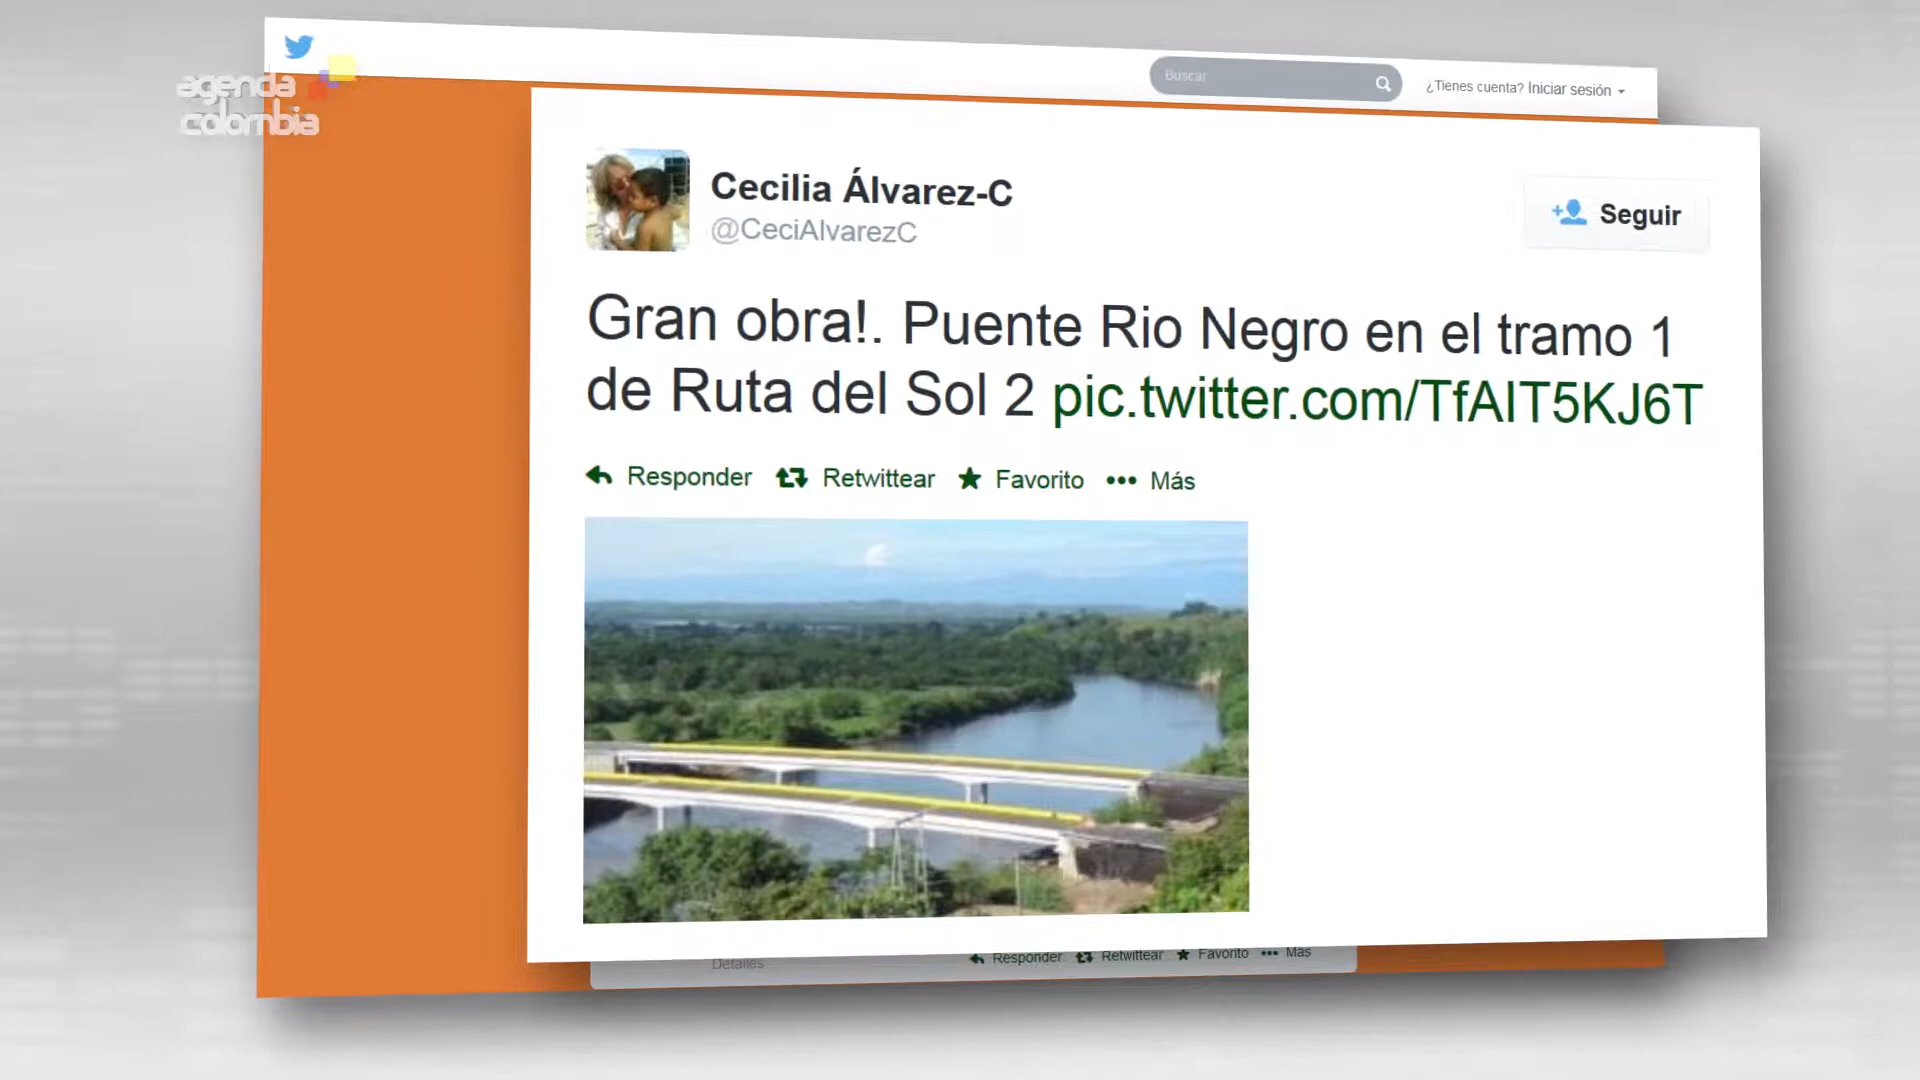 agenda
colombia
Buscar
¿Tienes cuenta? Iniciar sesión
Cecilia Álvarez-C
@CeciAlvarezC
Seguir
Gran obra!. Puente Rio Negro en el tramo 1
de Ruta del Sol 2 pic.twitter.com/TfAIT5KJ6T
Responder Retwittear Favorito Más
Detalles Responder Retwittear Favorito Más